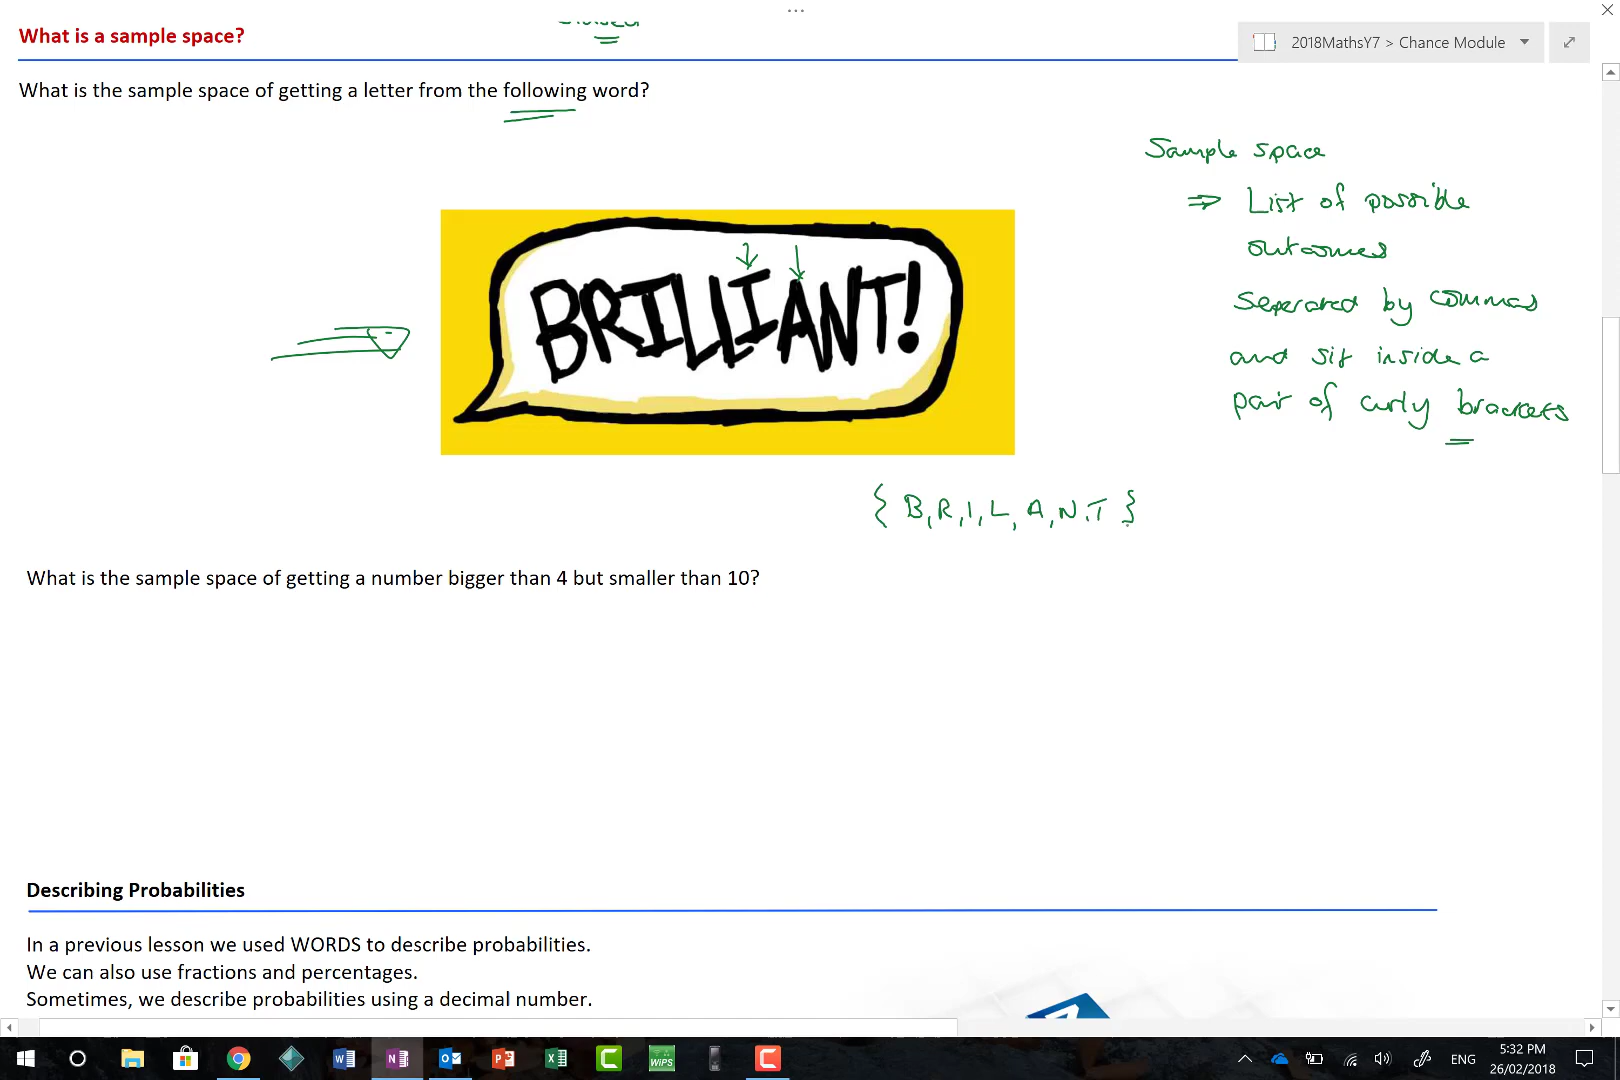 What is a sample space?
2018MathsY7 > Chance Module
What is the sample space of getting a letter from the following word?
Sample space
⇒ List of possible
outcomes
seperated by commas
and sit inside a
pair of curly brackets
BRILLIANT!
{ B, R, I, L, A, N, T }
What is the sample space of getting a number bigger than 4 but smaller than 10?
Describing Probabilities
In a previous lesson we used WORDS to describe probabilities.
We can also use fractions and percentages.
Sometimes, we describe probabilities using a decimal number.
WiPS
ENG
5:32 PM
26/02/2018